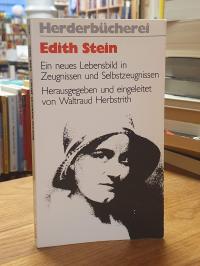 Herderbücherei
Edith Stein
Ein neues Lebensbild in
Zeugnissen und Selbstzeugnissen
Herausgegeben und eingeleitet
von Waltraud Herbstrith